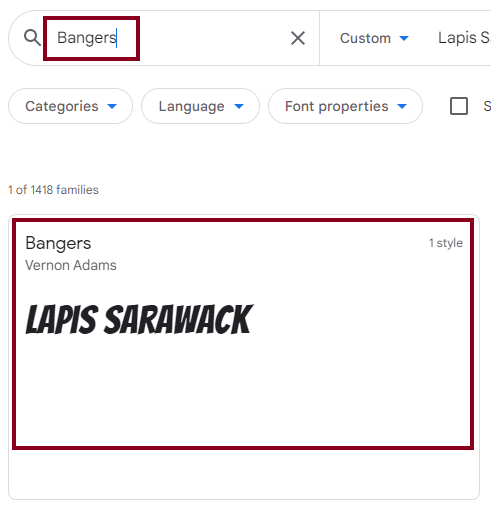 Bangers Custom Lapis S
Categories Language Font properties S
1 of 1418 families
Bangers 1 style
Vernon Adams
LAPIS SARAWACK